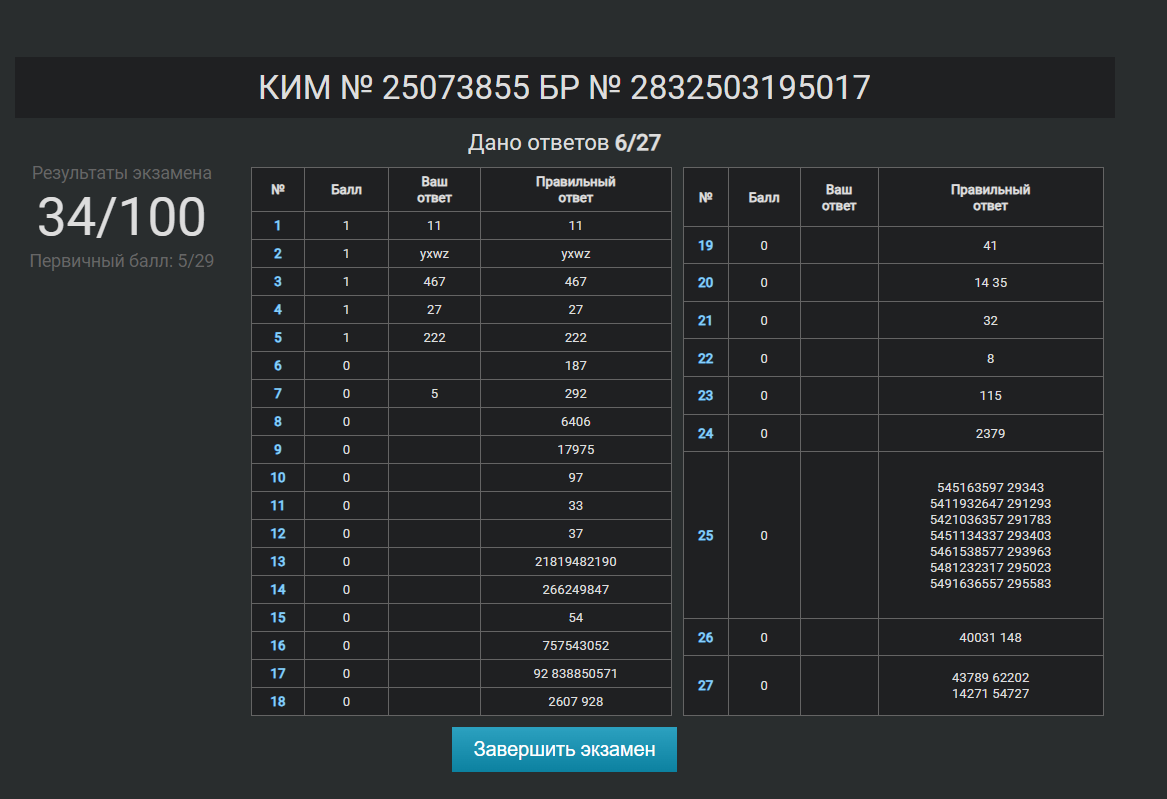 КИМ № 25073855 БР № 2832503195017
Дано ответов 6/27
Результаты экзамена
34/100
Первичный балл: 5/29
№ Балл Ваш ответ Правильный ответ
1 1 11 11
2 1 yxwz yxwz
3 1 467 467
4 1 27 27
5 1 222 222
6 0 187
7 0 5 292
8 0 6406
9 0 17975
10 0 97
11 0 33
12 0 37
13 0 21819482190
14 0 266249847
15 0 54
16 0 757543052
17 0 92 838850571
18 0 2607 928
№ Балл Ваш ответ Правильный ответ
19 0 41
20 0 14 35
21 0 32
22 0 8
23 0 115
24 0 2379
25 0 545163597 29343
5411932647 291293
5421036357 291783
5451134337 293403
5461538577 293963
5481232317 295023
5491636557 295583
26 0 40031 148
27 0 43789 62202
14271 54727
Завершить экзамен